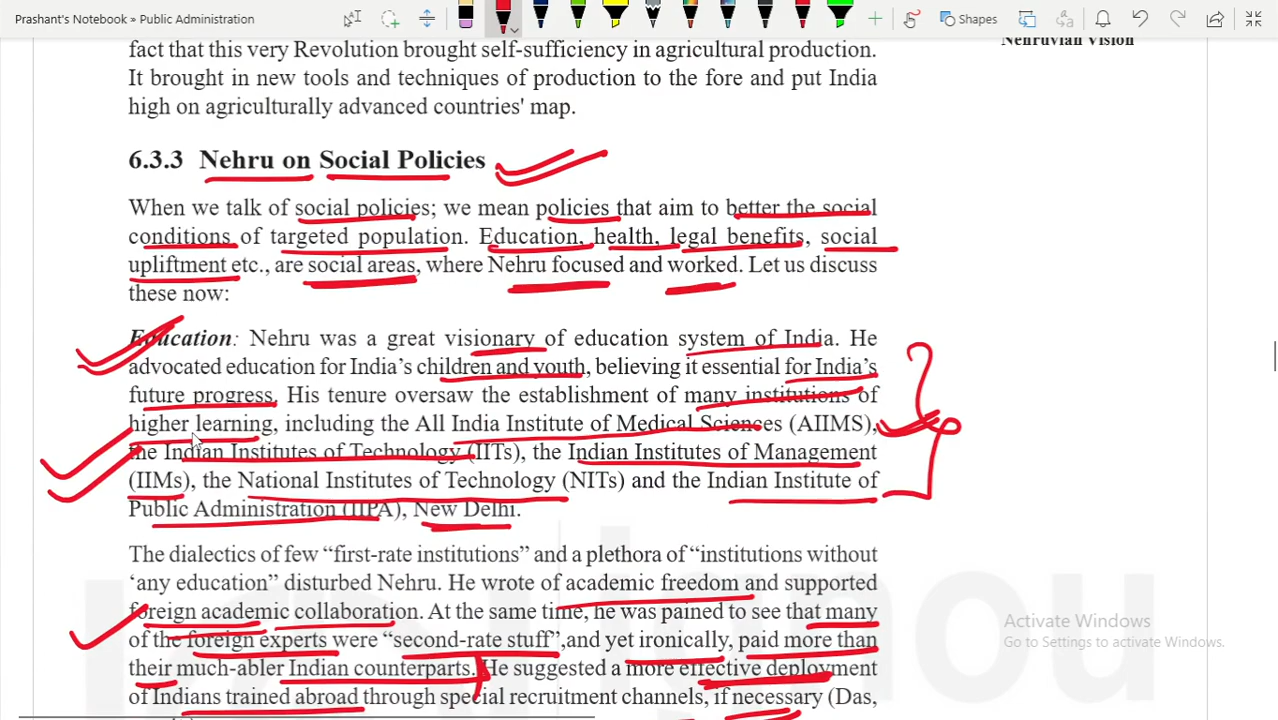 Prashant's Notebook » Public Administration
Shapes
Nehruvian Vision
fact that this very Revolution brought self-sufficiency in agricultural production.
It brought in new tools and techniques of production to the fore and put India
high on agriculturally advanced countries' map.
6.3.3 Nehru on Social Policies
When we talk of social policies; we mean policies that aim to better the social
conditions of targeted population. Education, health, legal benefits, social
upliftment etc., are social areas, where Nehru focused and worked. Let us discuss
these now:
Education: Nehru was a great visionary of education system of India. He
advocated education for India's children and youth, believing it essential for India's
future progress. His tenure oversaw the establishment of many institutions of
higher learning, including the All India Institute of Medical Sciences (AIIMS),
the Indian Institutes of Technology (IITs), the Indian Institutes of Management
(IIMs), the National Institutes of Technology (NITs) and the Indian Institute of
Public Administration (IIPA), New Delhi.
The dialectics of few “first-rate institutions” and a plethora of “institutions without
‘any education” disturbed Nehru. He wrote of academic freedom and supported
foreign academic collaboration. At the same time, he was pained to see that many
of the foreign experts were “second-rate stuff”,and yet ironically, paid more than
their much-abler Indian counterparts. He suggested a more effective deployment
of Indians trained abroad through special recruitment channels, if necessary (Das,
ignou
Activate Windows
Go to Settings to activate Windows.